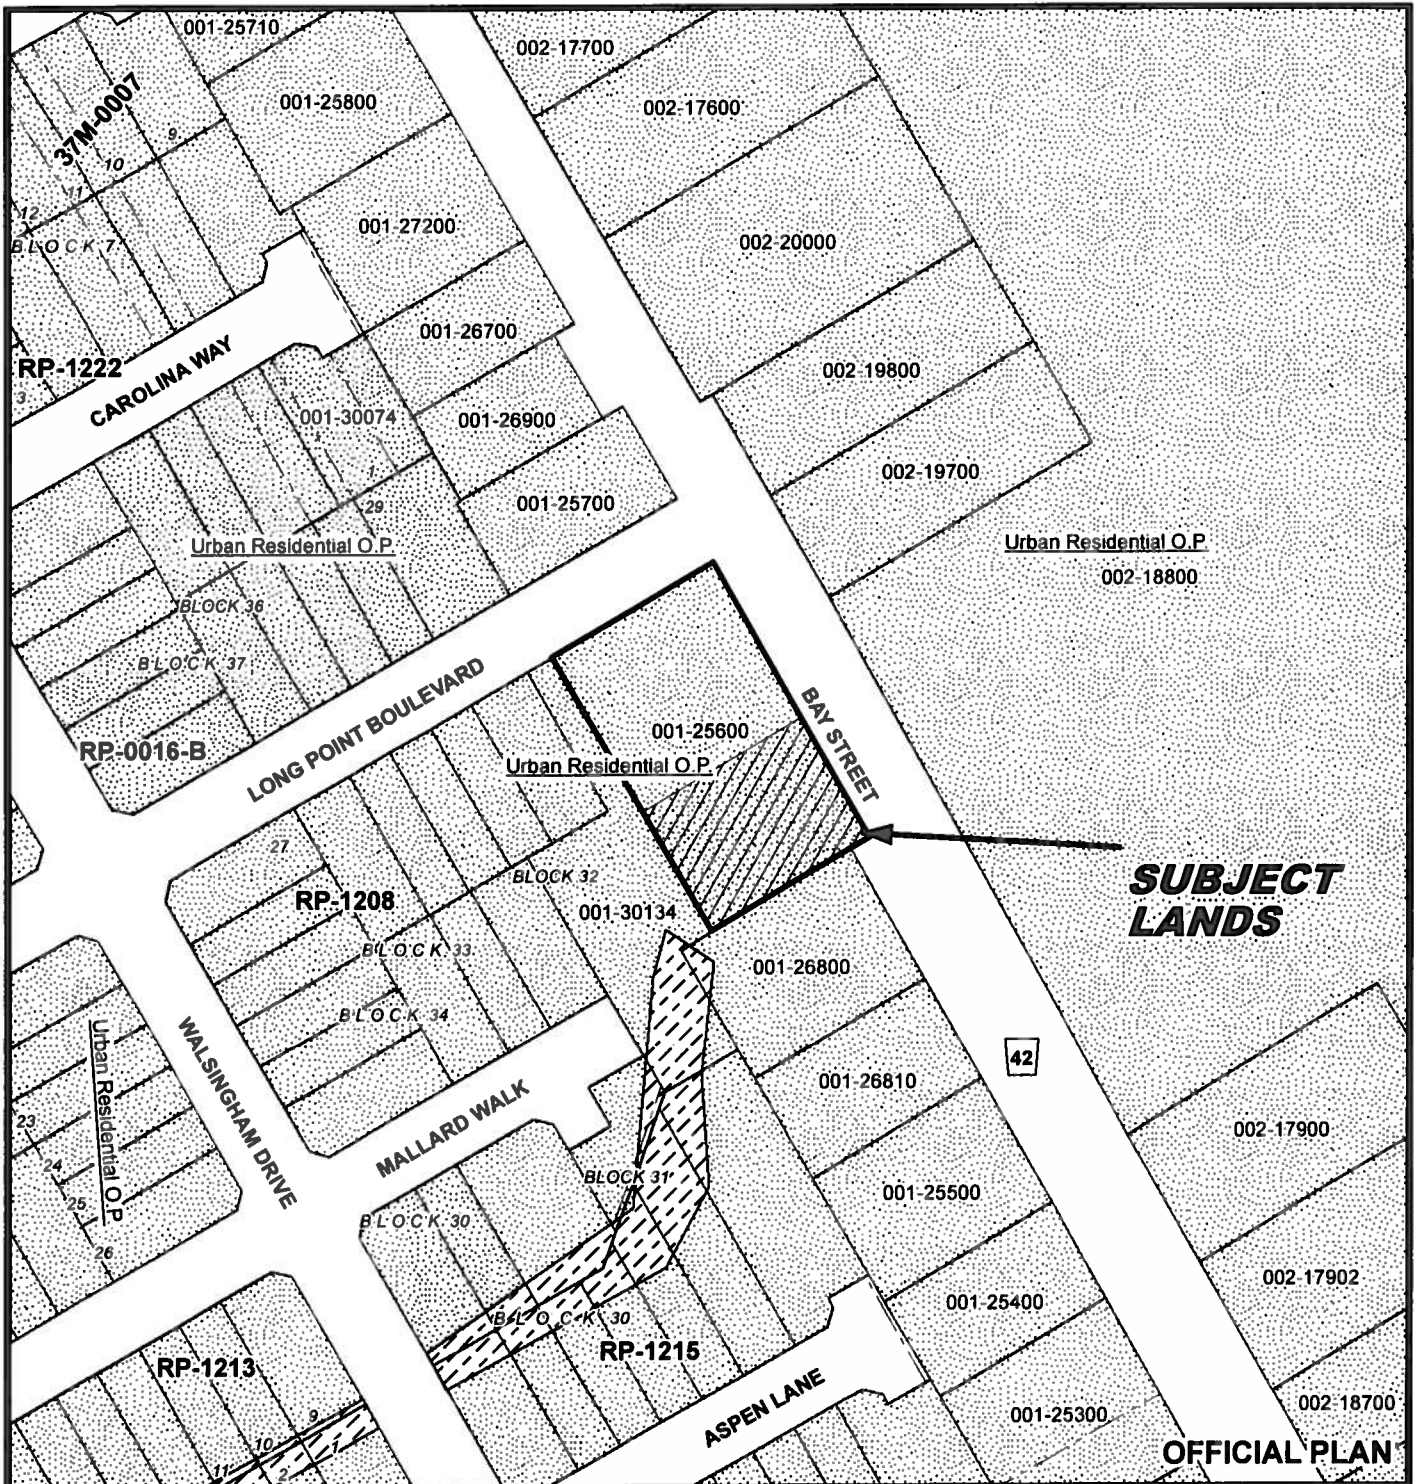 001-25710
002-17700
001-25800
002-17600
37M-0007
9
10
11
12
BLOCK 7
001-27200
002-20000
001-26700
RP-1222
3
CAROLINA WAY
002-19800
001-30074
001-26900
1
29
002-19700
001-25700
Urban Residential O.P.
Urban Residential O.P.
002-18800
BLOCK 36
BLOCK 37
LONG POINT BOULEVARD
RP-0016-B
BAY STREET
001-25600
Urban Residential O.P.
27
BLOCK 32
SUBJECT
LANDS
RP-1208
001-30134
BLOCK 33
001-26800
BLOCK 34
Urban Residential O.P.
WALSINGHAM DRIVE
42
MALLARD WALK
001-26810
23
24
25
26
002-17900
BLOCK 31
001-25500
BLOCK 30
002-17902
001-25400
BLOCK 30
RP-1215
RP-1213
ASPEN LANE
002-18700
001-25300
9
10
11
1
2
OFFICIAL PLAN